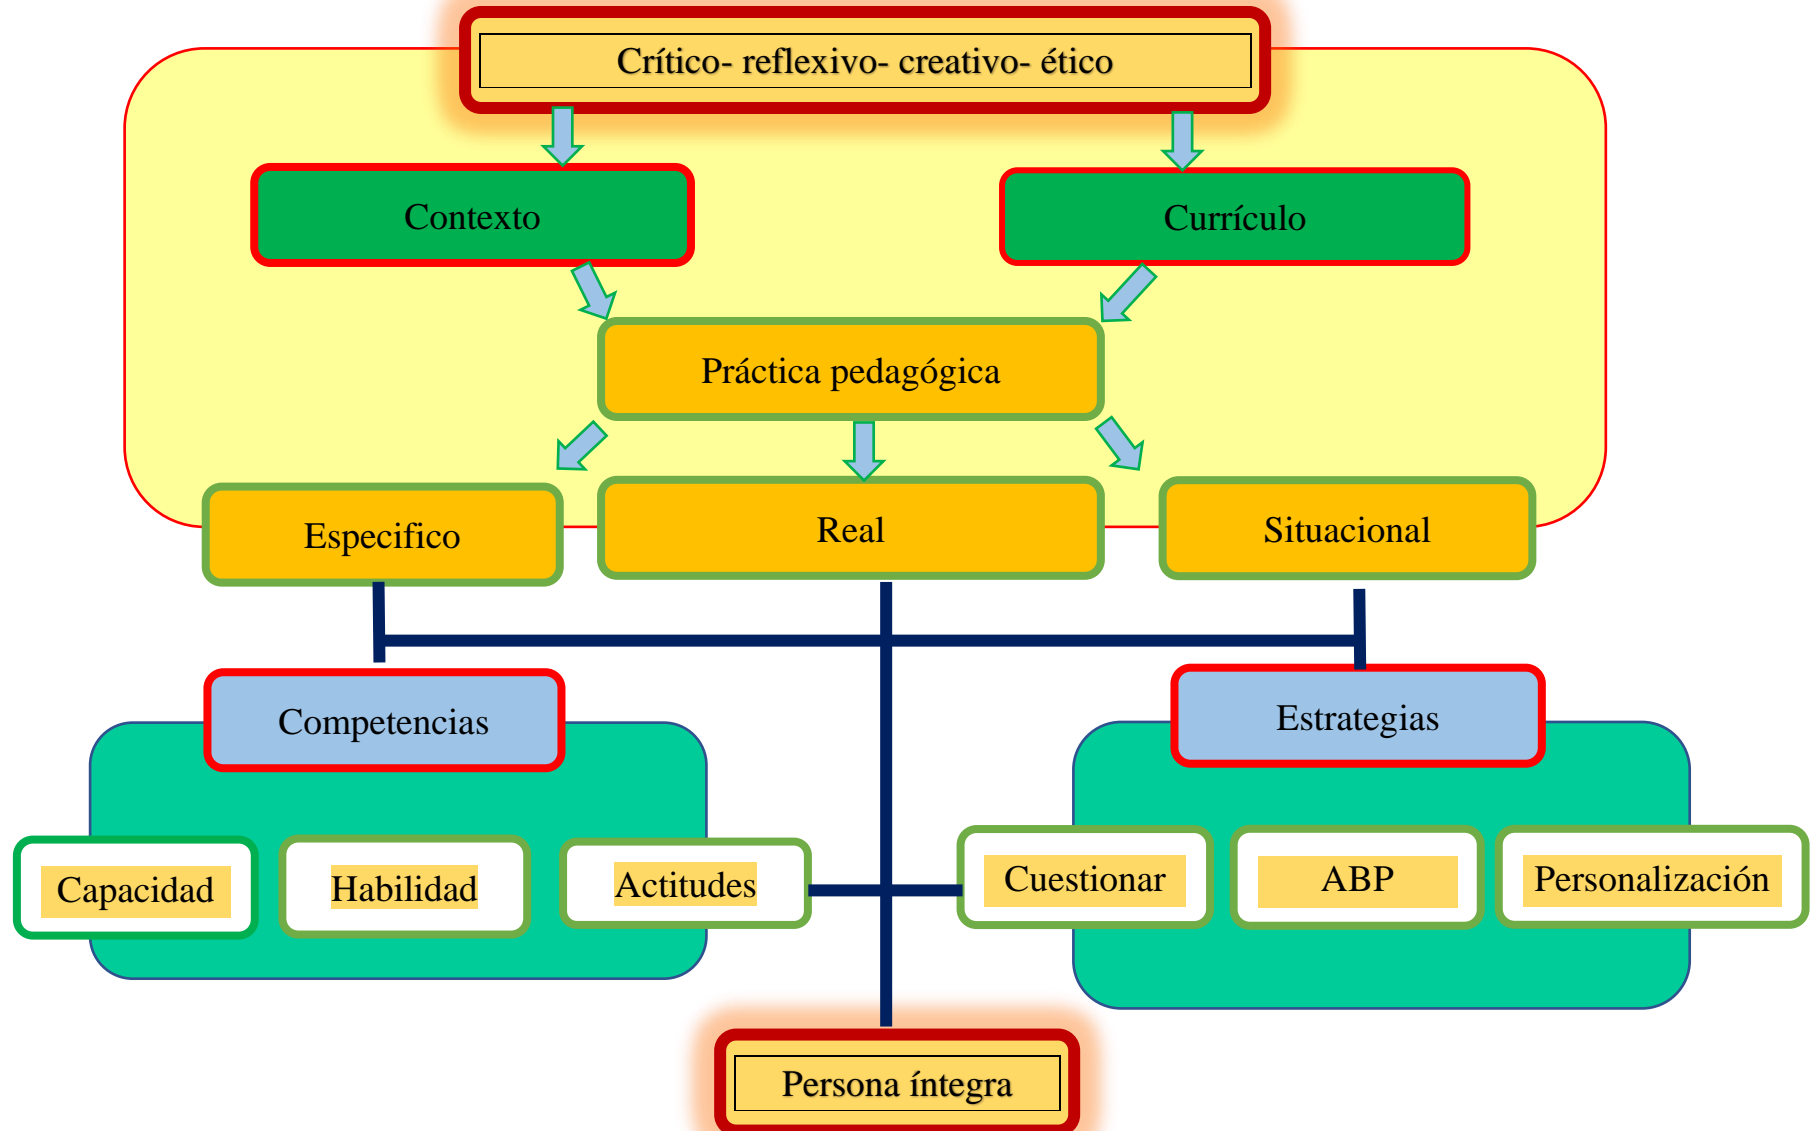 Crítico- reflexivo- creativo- ético
Contexto
Currículo
Práctica pedagógica
Especifico
Real
Situacional
Competencias
Estrategias
Capacidad
Habilidad
Actitudes
Cuestionar
ABP
Personalización
Persona íntegra